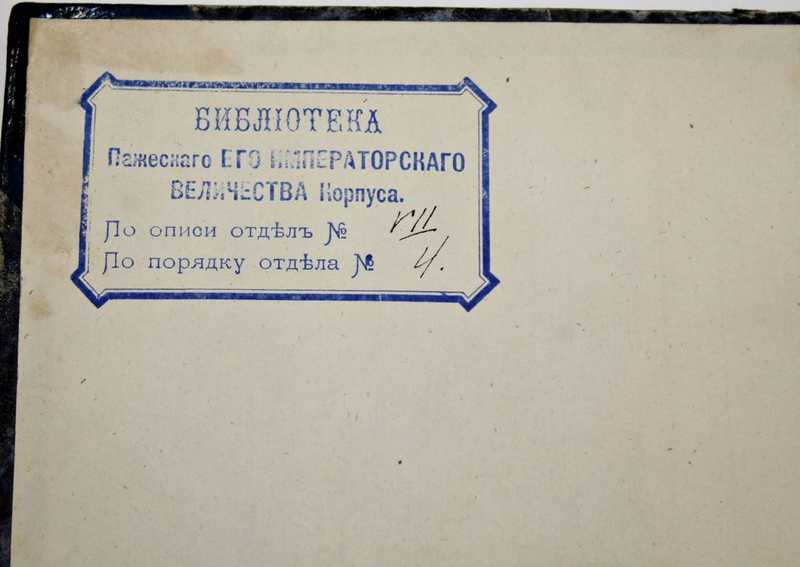 БИБЛІОТЕКА
Пажескаго ЕГО ИМПЕРАТОРСКАГО
ВЕЛИЧЕСТВА Корпуса.
По описи отдѣлъ № VII
По порядку отдѣла № 4.